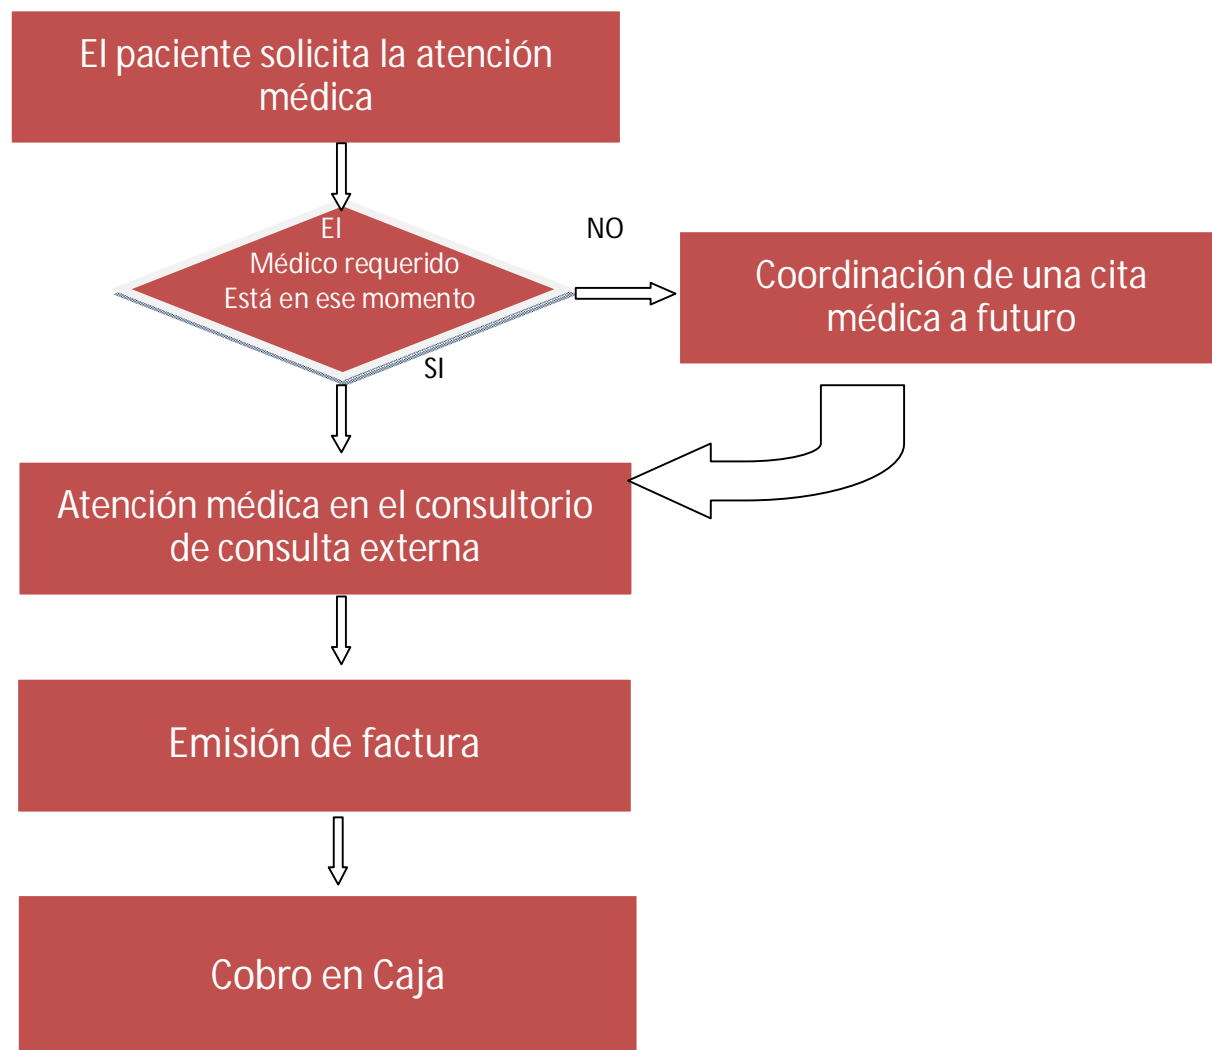 El paciente solicita la atención
médica
El
Médico requerido
Está en ese momento
NO
Coordinación de una cita
médica a futuro
SI
Atención médica en el consultorio
de consulta externa
Emisión de factura
Cobro en Caja